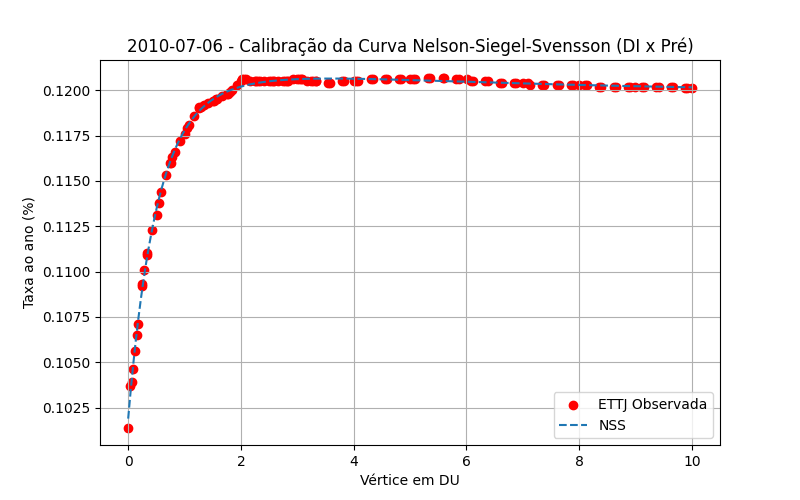 2010-07-06 - Calibração da Curva Nelson-Siegel-Svensson (DI x Pré)
Taxa ao ano (%)
0.1200
0.1175
0.1150
0.1125
0.1100
0.1075
0.1050
0.1025
ETTJ Observada
NSS
0 2 4 6 8 10
Vértice em DU